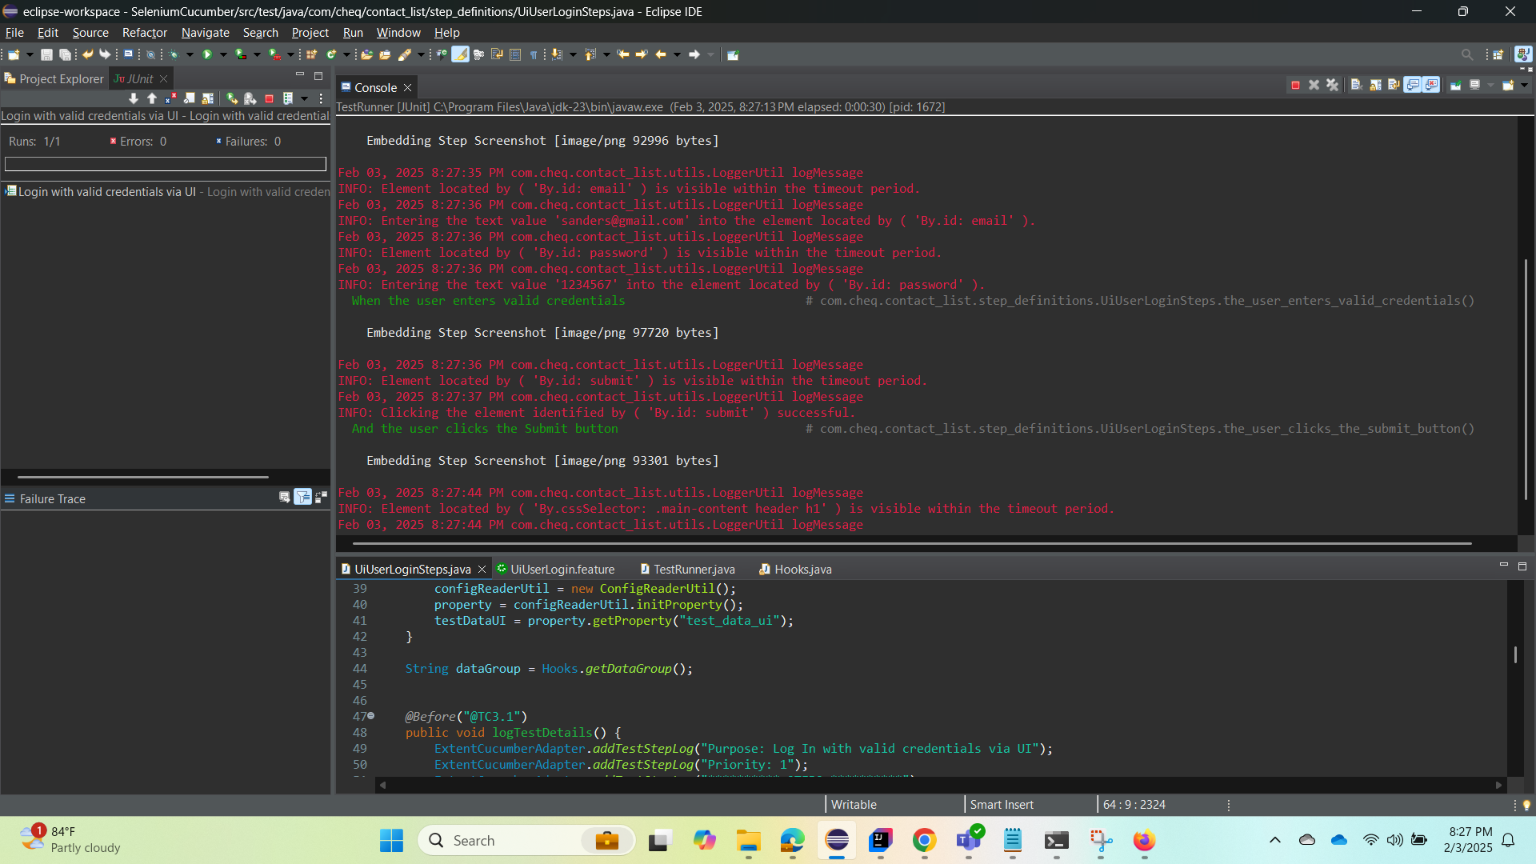 eclipse-workspace - SeleniumCucumber/src/test/java/com/cheq/contact_list/step_definitions/UiUserLoginSteps.java - Eclipse IDE
File Edit Source Refactor Navigate Search Project Run Window Help
Project Explorer JUnit
Login with valid credentials via UI - Login with valid credential
Runs: 1/1 Errors: 0 Failures: 0
Login with valid credentials via UI - Login with valid creden
Failure Trace
Console
TestRunner [JUnit] C:\Program Files\Java\jdk-23\bin\javaw.exe (Feb 3, 2025, 8:27:13 PM elapsed: 0:00:30) [pid: 1672]
Embedding Step Screenshot [image/png 92996 bytes]
Feb 03, 2025 8:27:35 PM com.cheq.contact_list.utils.LoggerUtil logMessage
INFO: Element located by ( 'By.id: email' ) is visible within the timeout period.
Feb 03, 2025 8:27:36 PM com.cheq.contact_list.utils.LoggerUtil logMessage
INFO: Entering the text value 'sanders@gmail.com' into the element located by ( 'By.id: email' ).
Feb 03, 2025 8:27:36 PM com.cheq.contact_list.utils.LoggerUtil logMessage
INFO: Element located by ( 'By.id: password' ) is visible within the timeout period.
Feb 03, 2025 8:27:36 PM com.cheq.contact_list.utils.LoggerUtil logMessage
INFO: Entering the text value '1234567' into the element located by ( 'By.id: password' ).
When the user enters valid credentials # com.cheq.contact_list.step_definitions.UiUserLoginSteps.the_user_enters_valid_credentials()
Embedding Step Screenshot [image/png 97720 bytes]
Feb 03, 2025 8:27:36 PM com.cheq.contact_list.utils.LoggerUtil logMessage
INFO: Element located by ( 'By.id: submit' ) is visible within the timeout period.
Feb 03, 2025 8:27:37 PM com.cheq.contact_list.utils.LoggerUtil logMessage
INFO: Clicking the element identified by ( 'By.id: submit' ) successful.
And the user clicks the Submit button # com.cheq.contact_list.step_definitions.UiUserLoginSteps.the_user_clicks_the_submit_button()
Embedding Step Screenshot [image/png 93301 bytes]
Feb 03, 2025 8:27:44 PM com.cheq.contact_list.utils.LoggerUtil logMessage
INFO: Element located by ( 'By.cssSelector: .main-content header h1' ) is visible within the timeout period.
Feb 03, 2025 8:27:44 PM com.cheq.contact_list.utils.LoggerUtil logMessage
UiUserLoginSteps.java UiUserLogin.feature TestRunner.java Hooks.java
39 configReaderUtil = new ConfigReaderUtil();
40 property = configReaderUtil.initProperty();
41 testDataUI = property.getProperty("test_data_ui");
42 }
43
44 String dataGroup = Hooks.getDataGroup();
45
46
47 @Before("@TC3.1")
48 public void logTestDetails() {
49 ExtentCucumberAdapter.addTestStepLog("Purpose: Log In with valid credentials via UI");
50 ExtentCucumberAdapter.addTestStepLog("Priority: 1");
Writable Smart Insert 64 : 9 : 2324
1
84°F
Partly cloudy
Search
8:27 PM
2/3/2025